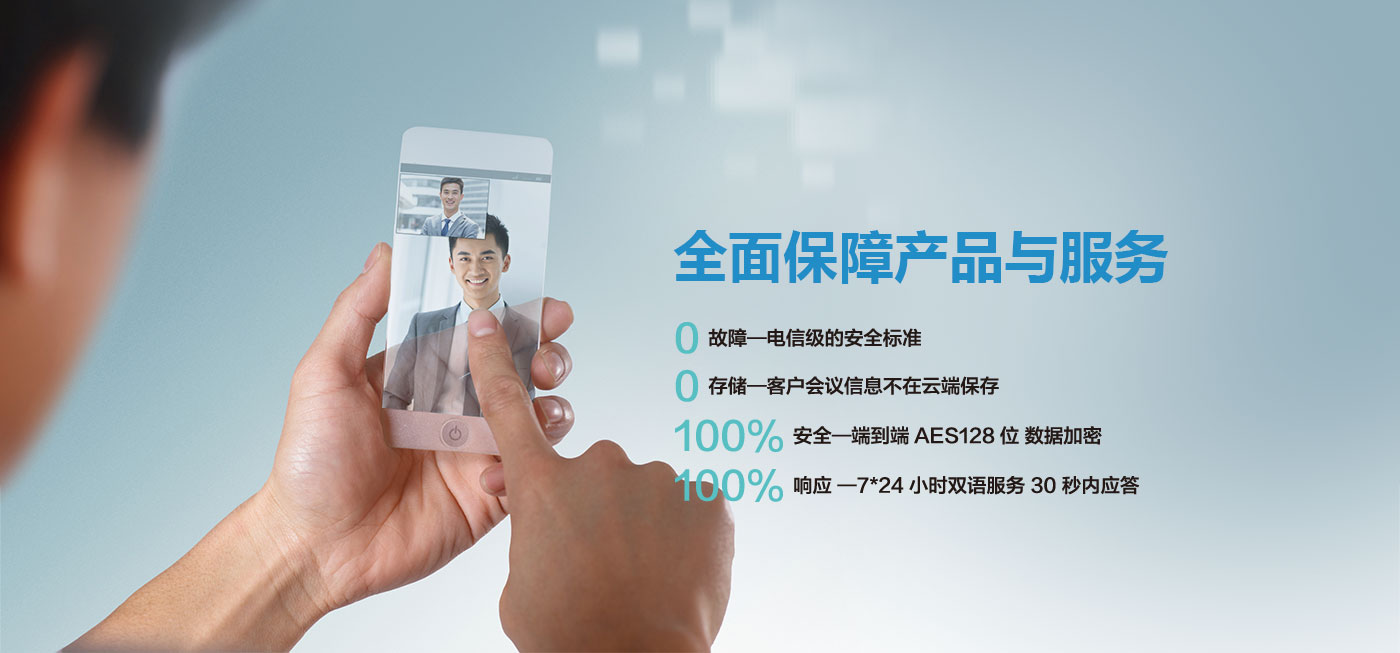 全面保障产品与服务
0 故障—电信级的安全标准
0 存储—客户会议信息不在云端保存
100% 安全—端到端 AES128 位 数据加密
100% 响应 —7*24 小时双语服务 30 秒内应答